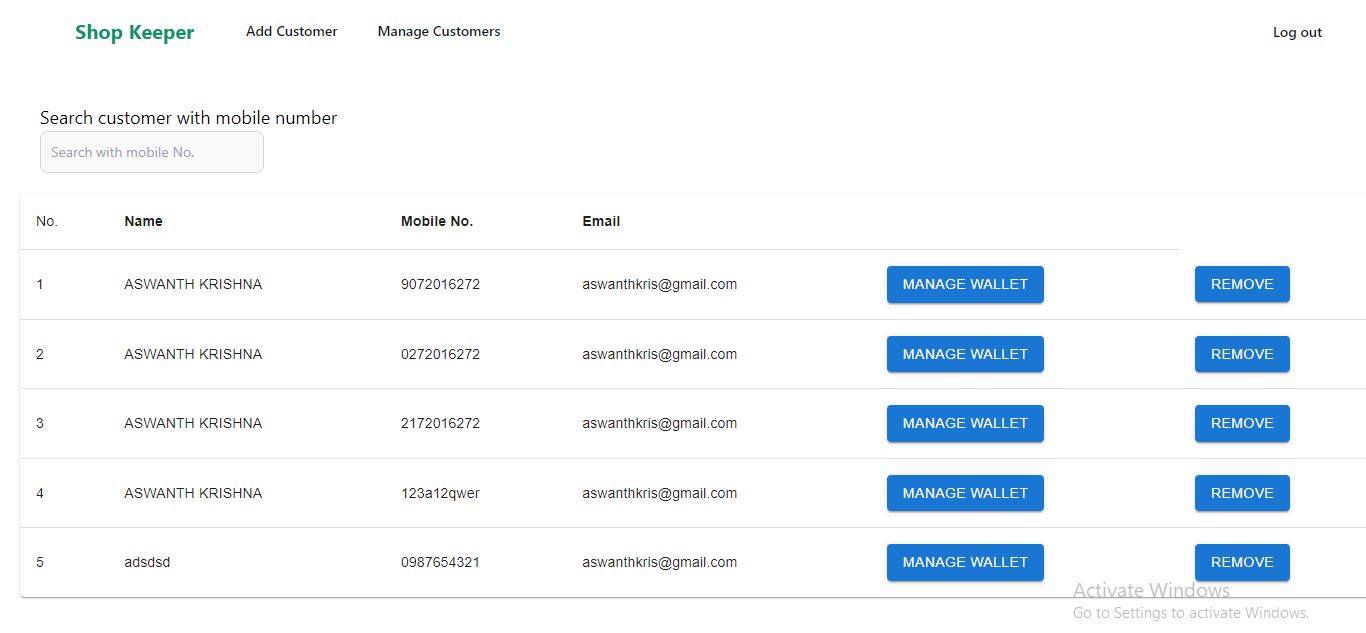 Shop Keeper Add Customer Manage Customers Log out
Search customer with mobile number
Search with mobile No.
No. Name Mobile No. Email
1 ASWANTH KRISHNA 9072016272 aswanthkris@gmail.com MANAGE WALLET REMOVE
2 ASWANTH KRISHNA 0272016272 aswanthkris@gmail.com MANAGE WALLET REMOVE
3 ASWANTH KRISHNA 2172016272 aswanthkris@gmail.com MANAGE WALLET REMOVE
4 ASWANTH KRISHNA 123a12qwer aswanthkris@gmail.com MANAGE WALLET REMOVE
5 adsdsd 0987654321 aswanthkris@gmail.com MANAGE WALLET REMOVE
Activate Windows
Go to Settings to activate Windows.